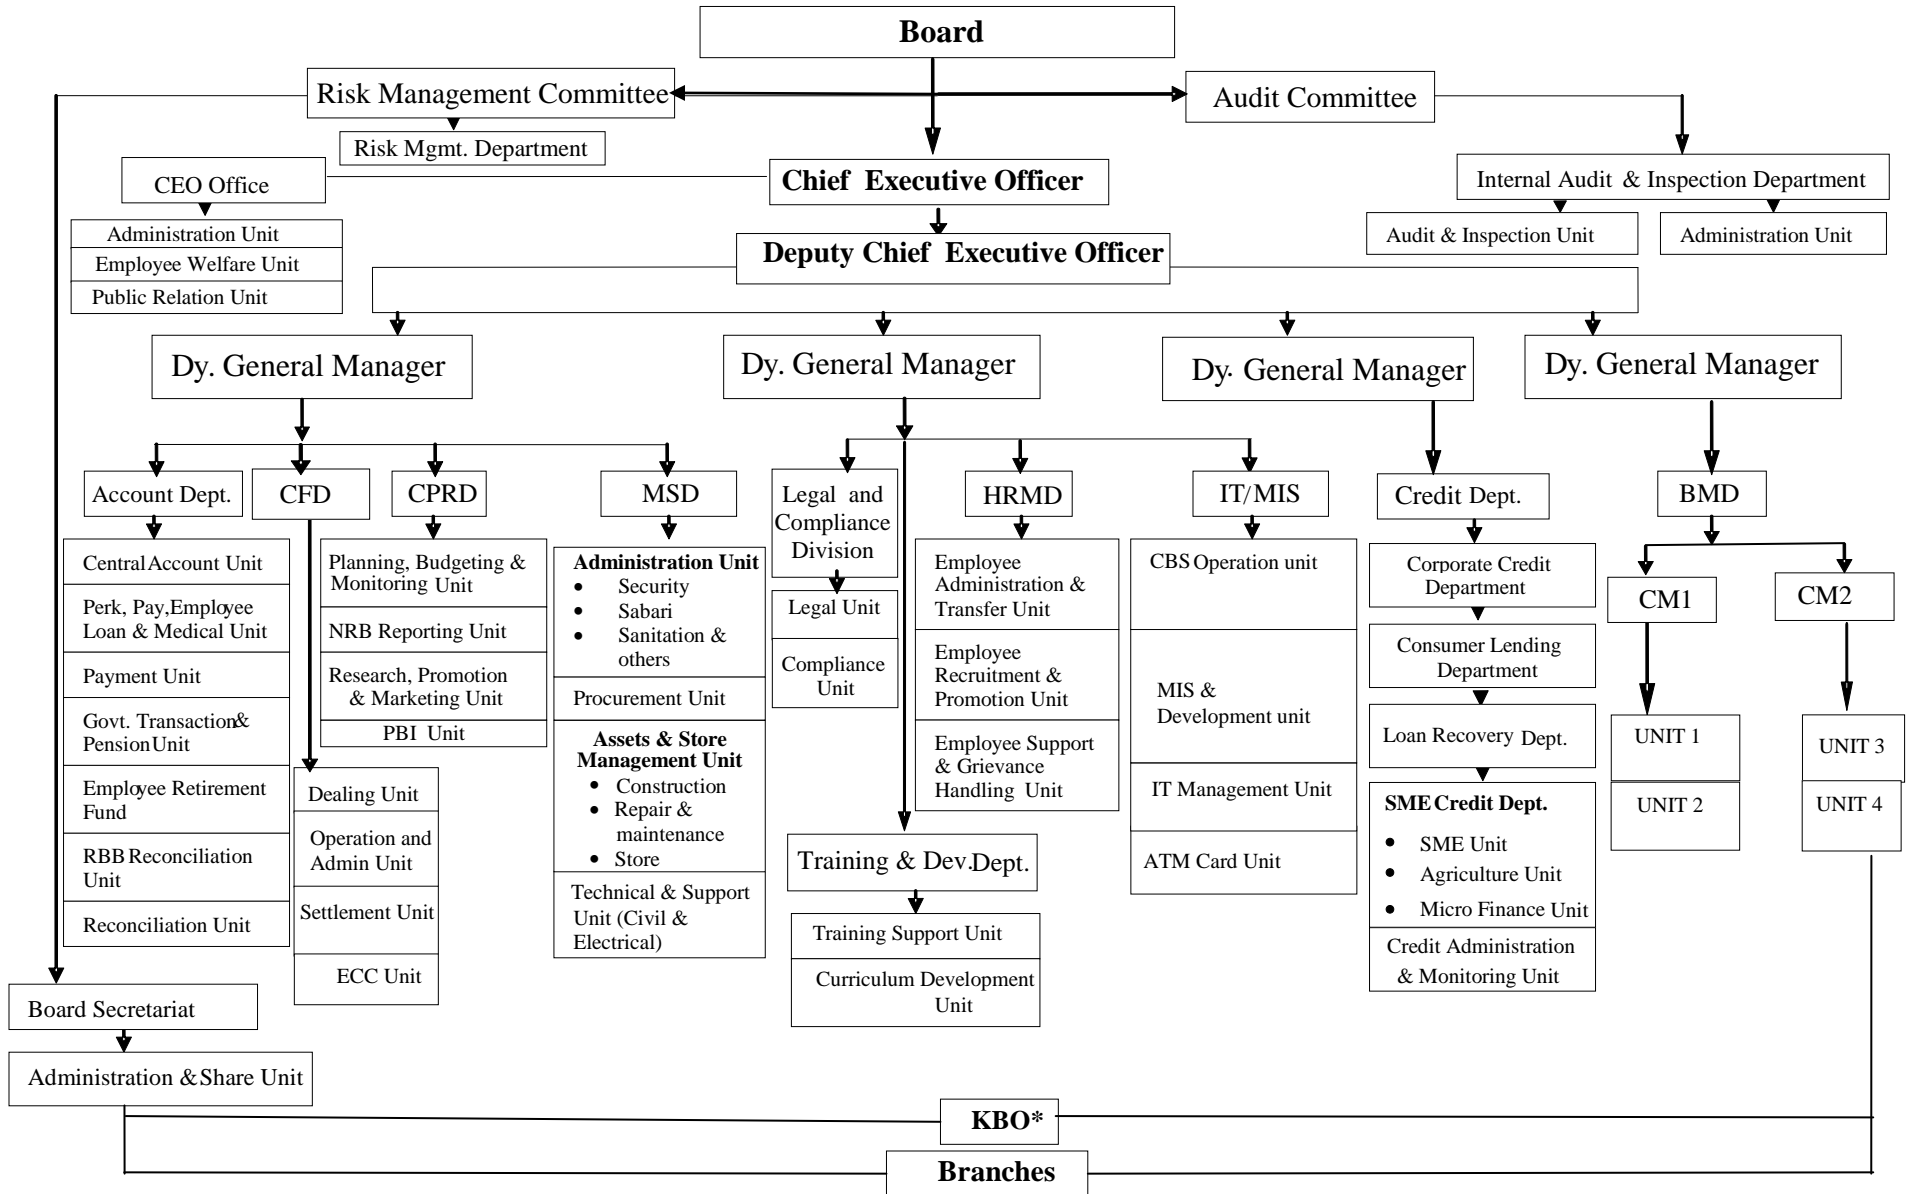 Board
Risk Management Committee
Audit Committee
Risk Mgmt. Department
CEO Office
Chief Executive Officer
Internal Audit & Inspection Department
Administration Unit
Employee Welfare Unit
Public Relation Unit
Audit & Inspection Unit
Administration Unit
Deputy Chief Executive Officer
Dy. General Manager
Dy. General Manager
Dy. General Manager
Dy. General Manager
Account Dept.
CFD
CPRD
MSD
Legal and
Compliance
Division
HRMD
IT/MIS
Credit Dept.
BMD
Central Account Unit
Perk, Pay,Employee
Loan & Medical Unit
Payment Unit
Govt. Transaction&
Pension Unit
Employee Retirement
Fund
RBB Reconciliation
Unit
Reconciliation Unit
Dealing Unit
Operation and
Admin Unit
Settlement Unit
ECC Unit
Planning, Budgeting &
Monitoring Unit
NRB Reporting Unit
Research, Promotion
& Marketing Unit
PBI Unit
Administration Unit
• Security
• Sabari
• Sanitation &
others
Procurement Unit
Assets & Store
Management Unit
• Construction
• Repair &
maintenance
• Store
Technical & Support
Unit (Civil &
Electrical)
Legal Unit
Compliance
Unit
Training & Dev.Dept.
Training Support Unit
Curriculum Development
Unit
Employee
Administration &
Transfer Unit
Employee
Recruitment &
Promotion Unit
Employee Support
& Grievance
Handling Unit
CBS Operation unit
MIS &
Development unit
IT Management Unit
ATM Card Unit
Corporate Credit
Department
Consumer Lending
Department
Loan Recovery Dept.
SME Credit Dept.
• SME Unit
• Agriculture Unit
• Micro Finance Unit
Credit Administration
& Monitoring Unit
CM1
CM2
UNIT 1
UNIT 2
UNIT 3
UNIT 4
Board Secretariat
Administration & Share Unit
KBO*
Branches